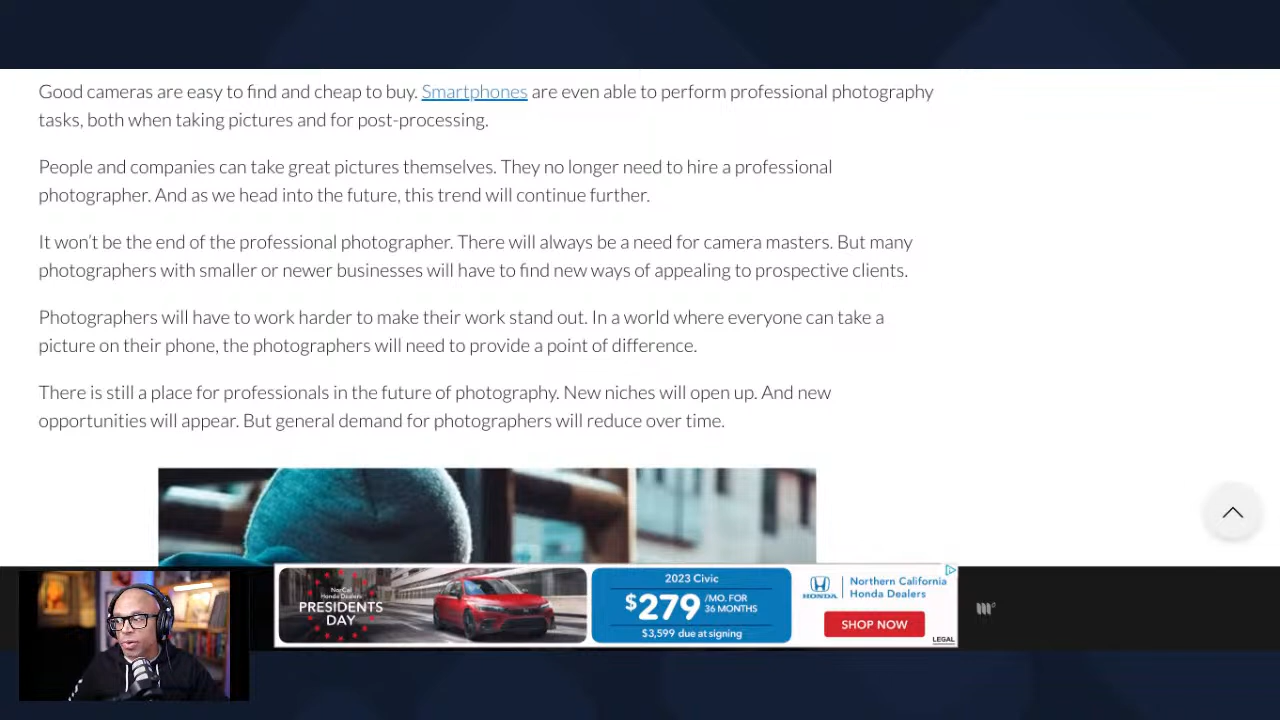 Good cameras are easy to find and cheap to buy. Smartphones are even able to perform professional photography
tasks, both when taking pictures and for post-processing.
People and companies can take great pictures themselves. They no longer need to hire a professional
photographer. And as we head into the future, this trend will continue further.
It won't be the end of the professional photographer. There will always be a need for camera masters. But many
photographers with smaller or newer businesses will have to find new ways of appealing to prospective clients.
Photographers will have to work harder to make their work stand out. In a world where everyone can take a
picture on their phone, the photographers will need to provide a point of difference.
There is still a place for professionals in the future of photography. New niches will open up. And new
opportunities will appear. But general demand for photographers will reduce over time.
NorCal
Honda Dealers
PRESIDENTS
DAY
2023 Civic
$279 /MO. FOR
36 MONTHS
$3,599 due at signing
HONDA
Northern California
Honda Dealers
SHOP NOW
LEGAL